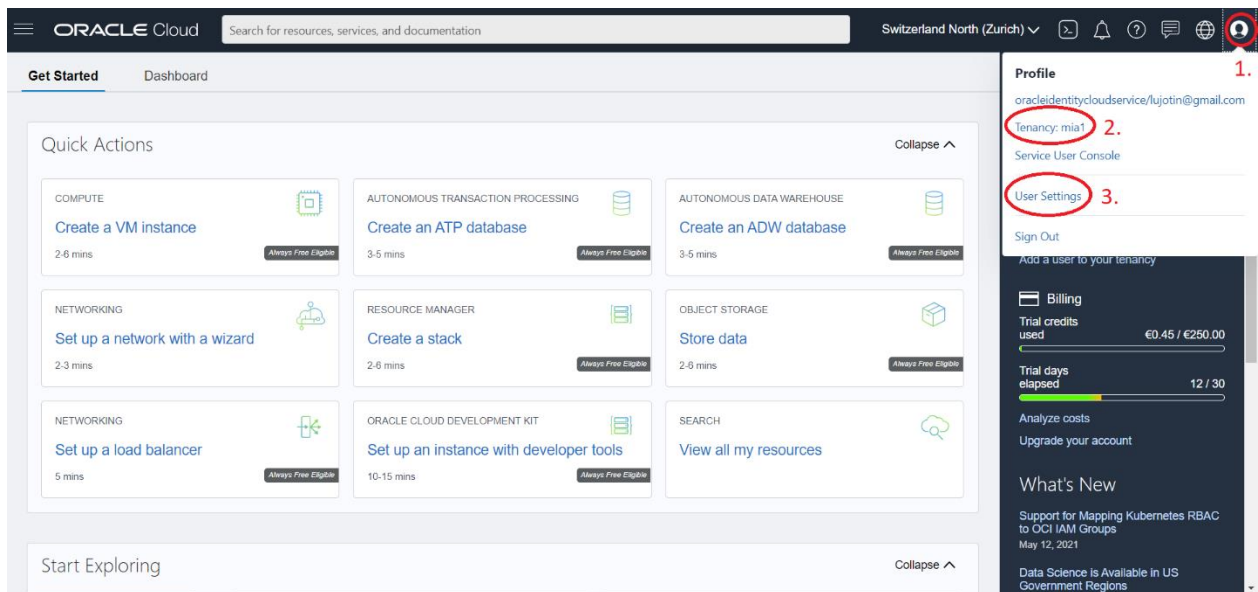 ORACLE Cloud
Search for resources, services, and documentation
Switzerland North (Zurich)
Get Started
Dashboard
1.
Profile
oracleidentitycloudservice/lujotin@gmail.com
Tenancy: mia1
2.
Service User Console
User Settings
3.
Sign Out
Add a user to your tenancy
Quick Actions
Collapse
COMPUTE
Create a VM instance
2-6 mins
Always Free Eligible
AUTONOMOUS TRANSACTION PROCESSING
Create an ATP database
3-5 mins
Always Free Eligible
AUTONOMOUS DATA WAREHOUSE
Create an ADW database
3-5 mins
Always Free Eligible
NETWORKING
Set up a network with a wizard
2-3 mins
RESOURCE MANAGER
Create a stack
2-6 mins
Always Free Eligible
OBJECT STORAGE
Store data
2-6 mins
Always Free Eligible
NETWORKING
Set up a load balancer
5 mins
Always Free Eligible
ORACLE CLOUD DEVELOPMENT KIT
Set up an instance with developer tools
10-15 mins
Always Free Eligible
SEARCH
View all my resources
Billing
Trial credits
used
€0.45 / €250.00
Trial days
elapsed
12 / 30
Analyze costs
Upgrade your account
What's New
Support for Mapping Kubernetes RBAC
to OCI IAM Groups
May 12, 2021
Data Science is Available in US
Government Regions
Start Exploring
Collapse